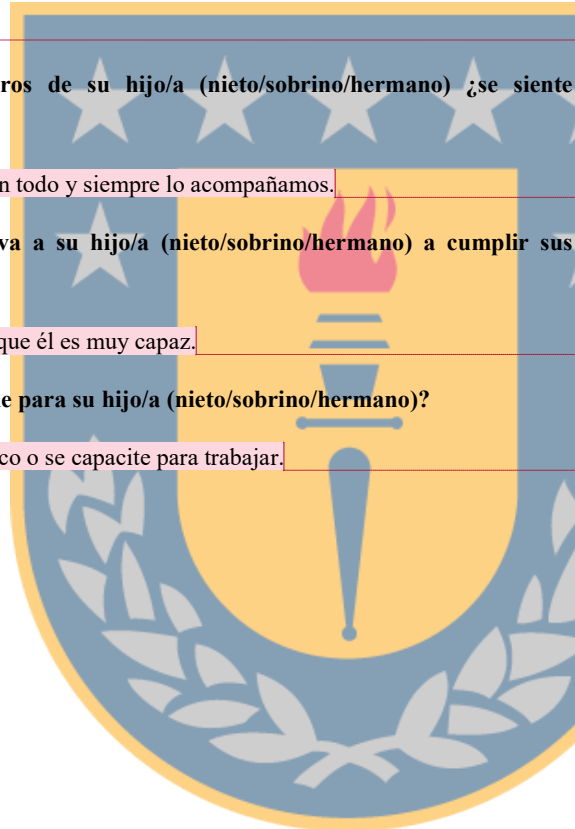 ros de su hijo/a (nieto/sobrino/hermano) ¿se siente
n todo y siempre lo acompañamos.
va a su hijo/a (nieto/sobrino/hermano) a cumplir sus
que él es muy capaz.
e para su hijo/a (nieto/sobrino/hermano)?
co o se capacite para trabajar.